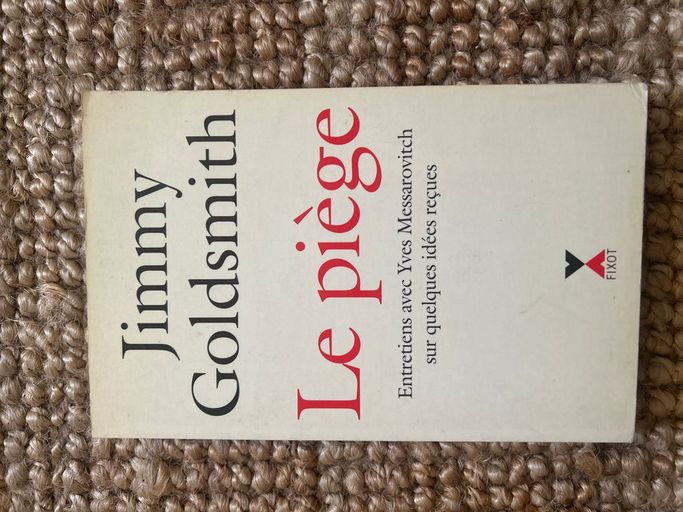 Jimmy
Goldsmith
Le piège
Entretiens avec Yves Messarovitch
sur quelques idées reçues
FIXOT